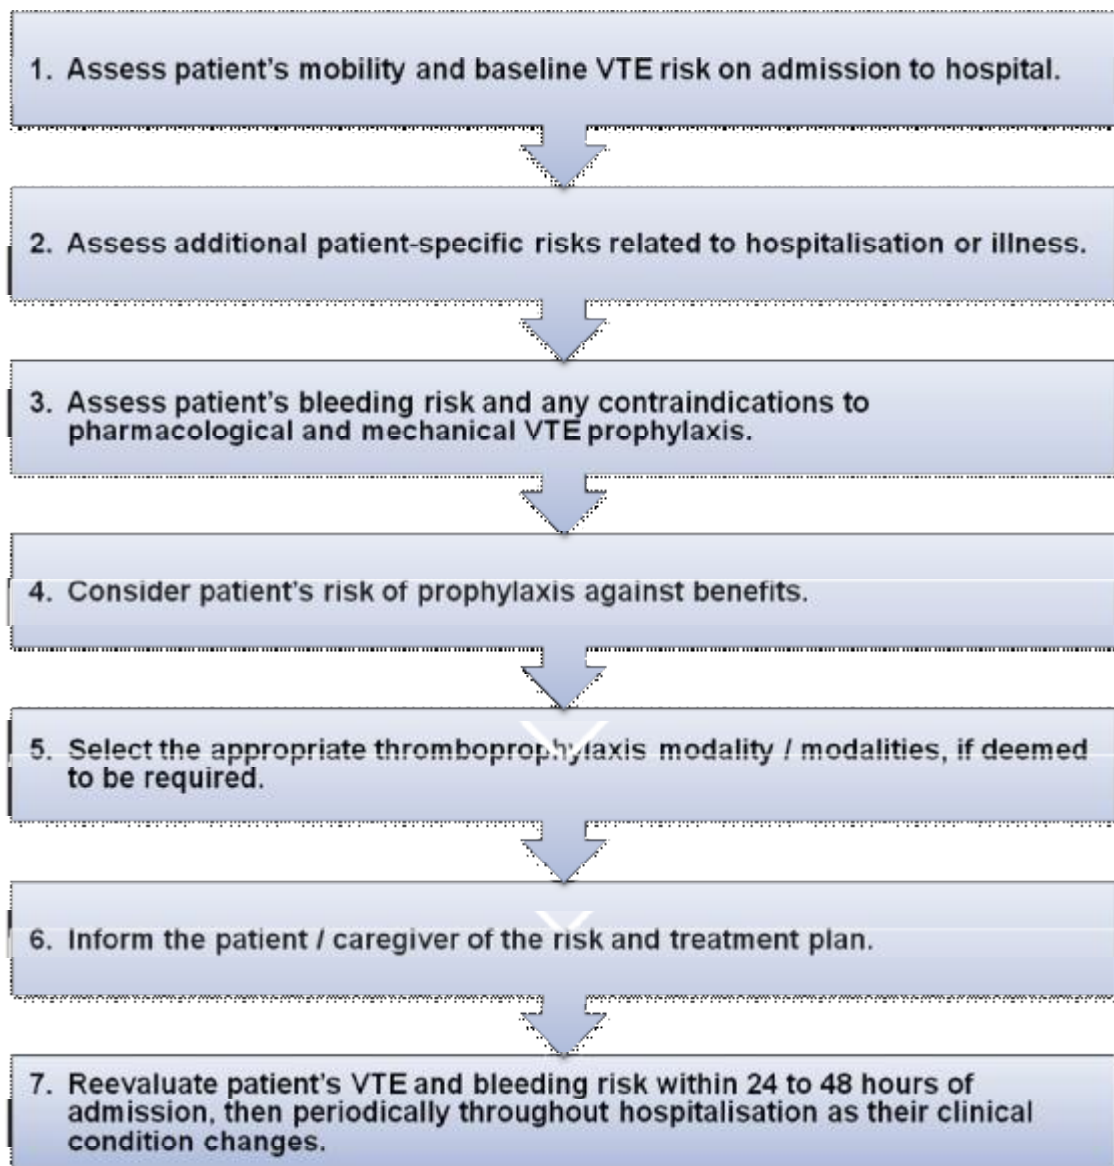 1. Assess patient's mobility and baseline VTE risk on admission to hospital.
2. Assess additional patient-specific risks related to hospitalisation or illness.
3. Assess patient's bleeding risk and any contraindications to
pharmacological and mechanical VTE prophylaxis.
4. Consider patient's risk of prophylaxis against benefits.
5. Select the appropriate thromboprophylaxis modality / modalities, if deemed
to be required.
6. Inform the patient / caregiver of the risk and treatment plan.
7. Reevaluate patient's VTE and bleeding risk within 24 to 48 hours of
admission, then periodically throughout hospitalisation as their clinical
condition changes.